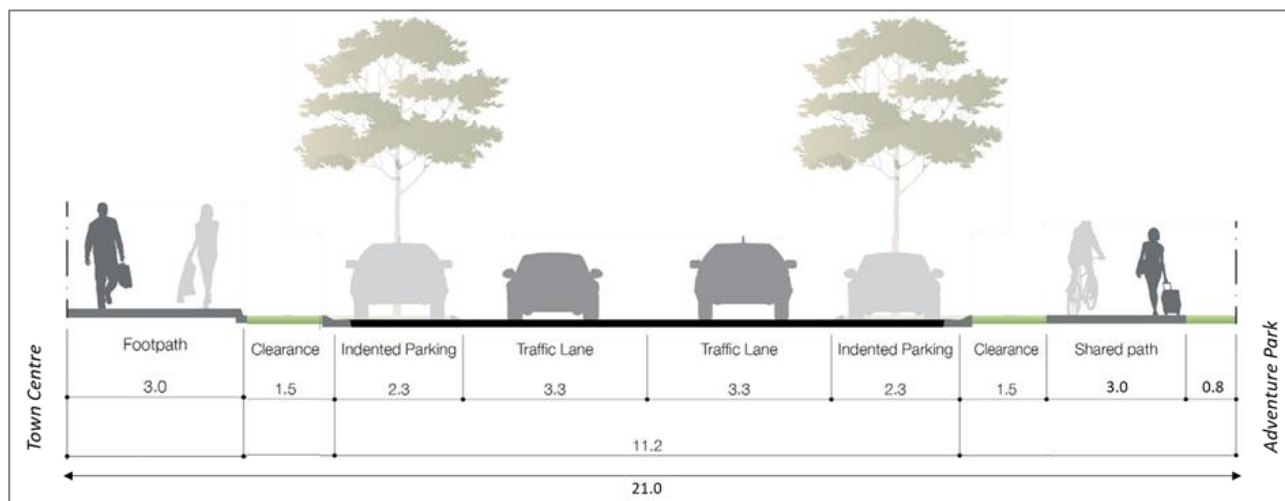 Footpath
Clearance
Indented Parking
Traffic Lane
Traffic Lane
Indented Parking
Clearance
Shared path
3.0
1.5
2.3
3.3
3.3
2.3
1.5
3.0
0.8
Town Centre
Adventure Park
11.2
21.0